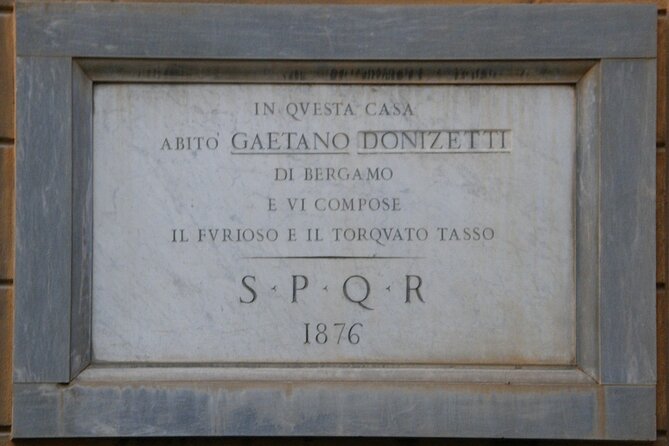 IN QVESTA CASA
ABITO' GAETANO DONIZETTI
DI BERGAMO
E VI COMPOSE
IL FVRIOSO E IL TORQVATO TASSO
S·P·Q·R
1876